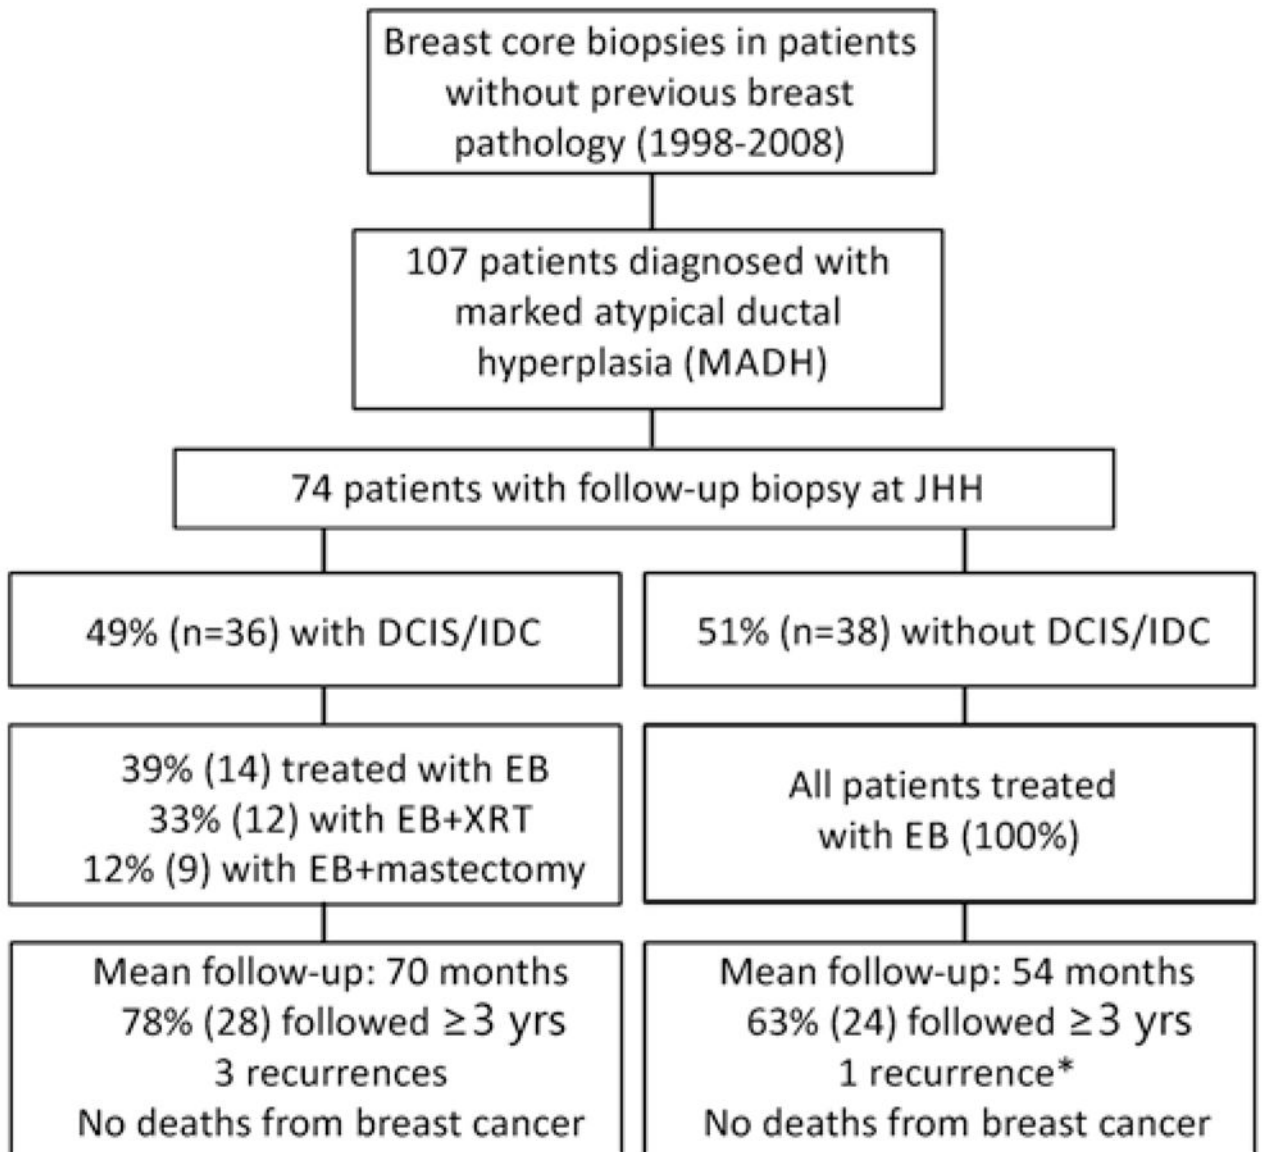 Breast core biopsies in patients
without previous breast
pathology (1998-2008)
107 patients diagnosed with
marked atypical ductal
hyperplasia (MADH)
74 patients with follow-up biopsy at JHH
49% (n=36) with DCIS/IDC
51% (n=38) without DCIS/IDC
39% (14) treated with EB
33% (12) with EB+XRT
12% (9) with EB+mastectomy
All patients treated
with EB (100%)
Mean follow-up: 70 months
78% (28) followed ≥3 yrs
3 recurrences
No deaths from breast cancer
Mean follow-up: 54 months
63% (24) followed ≥3 yrs
1 recurrence*
No deaths from breast cancer